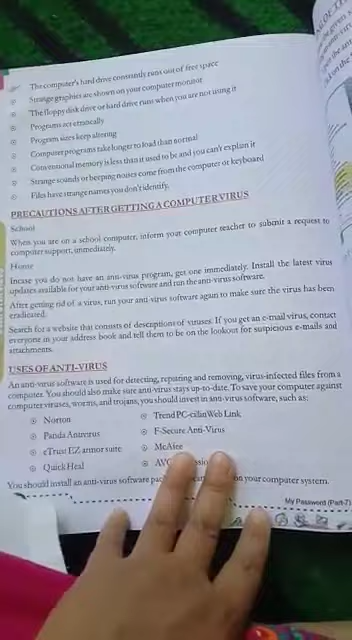 The computer's hard drive constantly runs out of free space
Strange graphics are shown on your computer monitor
The floppy disk drive or hard drive runs when you are not using it
Programs act erratically
Program sizes keep altering
Computer programs take longer to load than normal
Conventional memory is less than it used to be and you can't explain it
Strange sounds or beeping noises come from the computer or keyboard
Files have strange names you don't identify.
PRECAUTIONS AFTER GETTING A COMPUTER VIRUS
School
When you are on a school computer, inform your computer teacher to submit a request to
computer support, immediately.
Home
Incase you do not have an anti-virus program, get one immediately. Install the latest virus
updates available for your anti-virus software and run the anti-virus software.
After getting rid of a virus, run your anti-virus software again to make sure the virus has been
eradicated.
Search for a website that consists of descriptions of viruses. If you get an e-mail virus, contact
everyone in your address book and tell them to be on the lookout for suspicious e-mails and
attachments.
USES OF ANTI-VIRUS
An anti-virus software is used for detecting, repairing and removing, virus-infected files from a
computer. You should also make sure anti-virus stays up-to-date. To save your computer against
computer viruses, worms, and trojans, you should invest in anti-virus software, such as:
Norton
Trend PC-cillin Web Link
Panda Antivirus
F-Secure Anti-Virus
eTrust EZ armor suite
McAfee
Quick Heal
AVG
You should install an anti-virus software on your computer system.
My Password (Part-7)